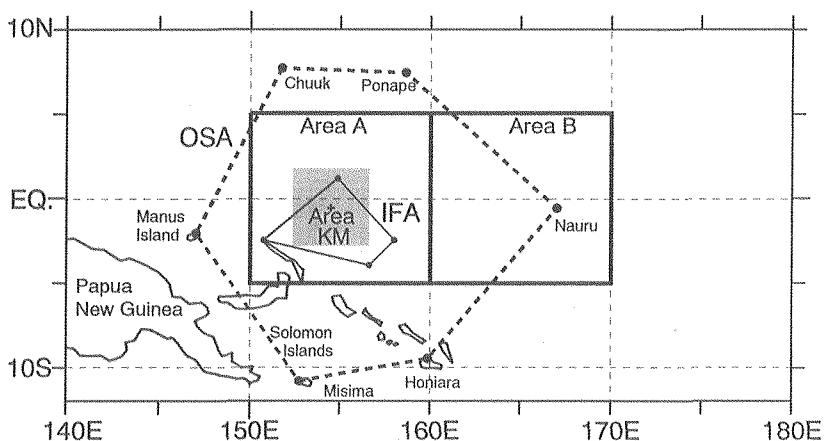 10N
Chuuk
Ponape
OSA
Area A
Area B
EQ.
Manus
Island
Area
KM
IFA
Nauru
Papua
New Guinea
Solomon
Islands
10S
Misima
Honiara
140E
150E
160E
170E
180E